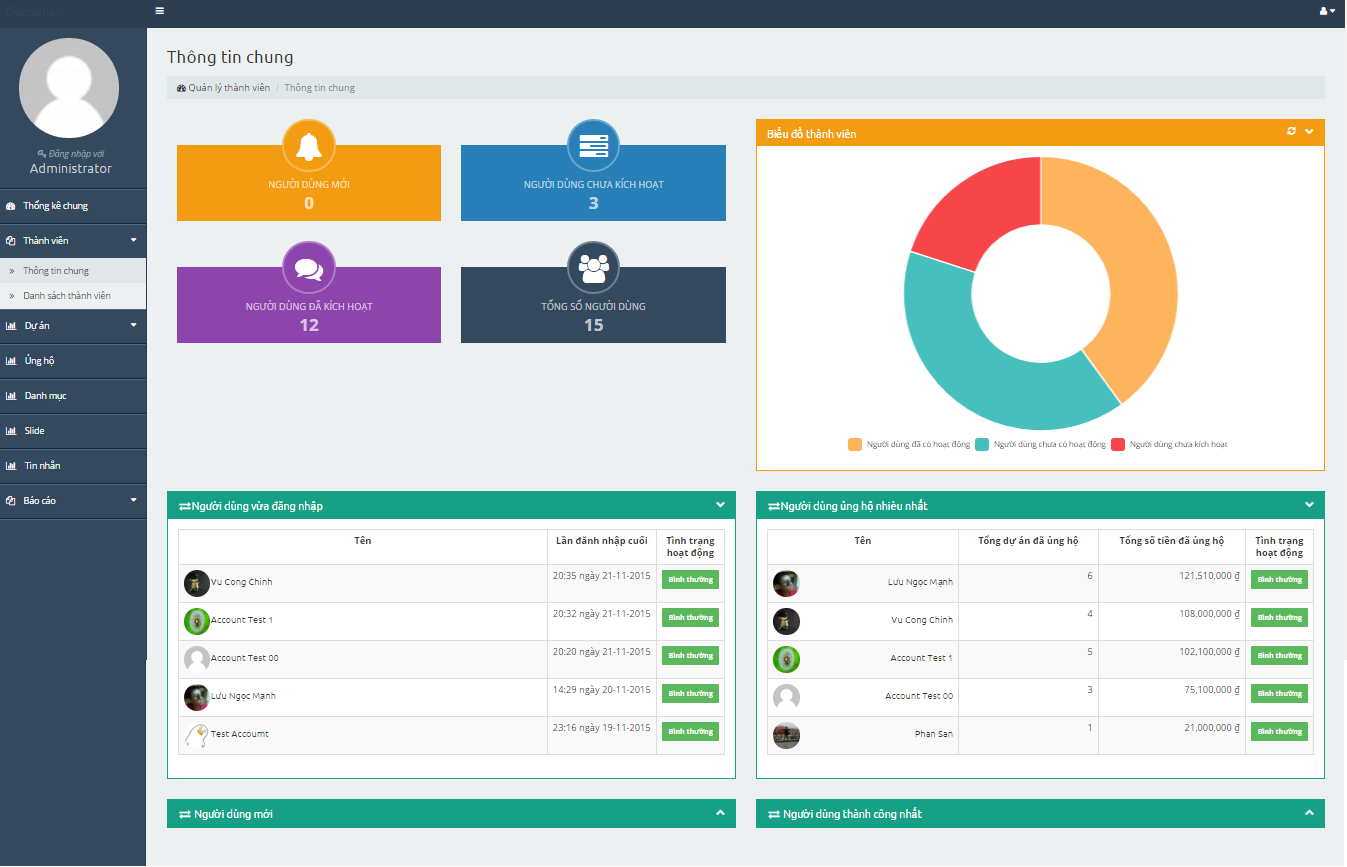 Dandelion
Đăng nhập với
Administrator
Thống kê chung
Thành viên
Thông tin chung
Danh sách thành viên
Dự án
Ủng hộ
Danh mục
Slide
Tin nhắn
Báo cáo
Thông tin chung
Quản lý thành viên / Thông tin chung
NGƯỜI DÙNG MỚI
0
NGƯỜI DÙNG CHƯA KÍCH HOẠT
3
NGƯỜI DÙNG ĐÃ KÍCH HOẠT
12
TỔNG SỐ NGƯỜI DÙNG
15
Biểu đồ thành viên
Người dùng đã có hoạt động Người dùng chưa có hoạt động Người dùng chưa kích hoạt
Người dùng vừa đăng nhập
Tên Lần đănh nhập cuối Tình trạng
hoạt động
Vu Cong Chinh 20:35 ngày 21-11-2015 Bình thường
Account Test 1 20:32 ngày 21-11-2015 Bình thường
Account Test 00 20:20 ngày 21-11-2015 Bình thường
Lưu Ngọc Mạnh 14:29 ngày 20-11-2015 Bình thường
Test Accoumt 23:16 ngày 19-11-2015 Bình thường
Người dùng ủng hộ nhiều nhất
Tên Tổng dự án đã ủng hộ Tổng số tiền đã ủng hộ Tình trạng
hoạt động
Lưu Ngọc Mạnh 6 121,510,000 ₫ Bình thường
Vu Cong Chinh 4 108,000,000 ₫ Bình thường
Account Test 1 5 102,100,000 ₫ Bình thường
Account Test 00 3 75,100,000 ₫ Bình thường
Phan San 1 21,000,000 ₫ Bình thường
Người dùng mới
Người dùng thành công nhất